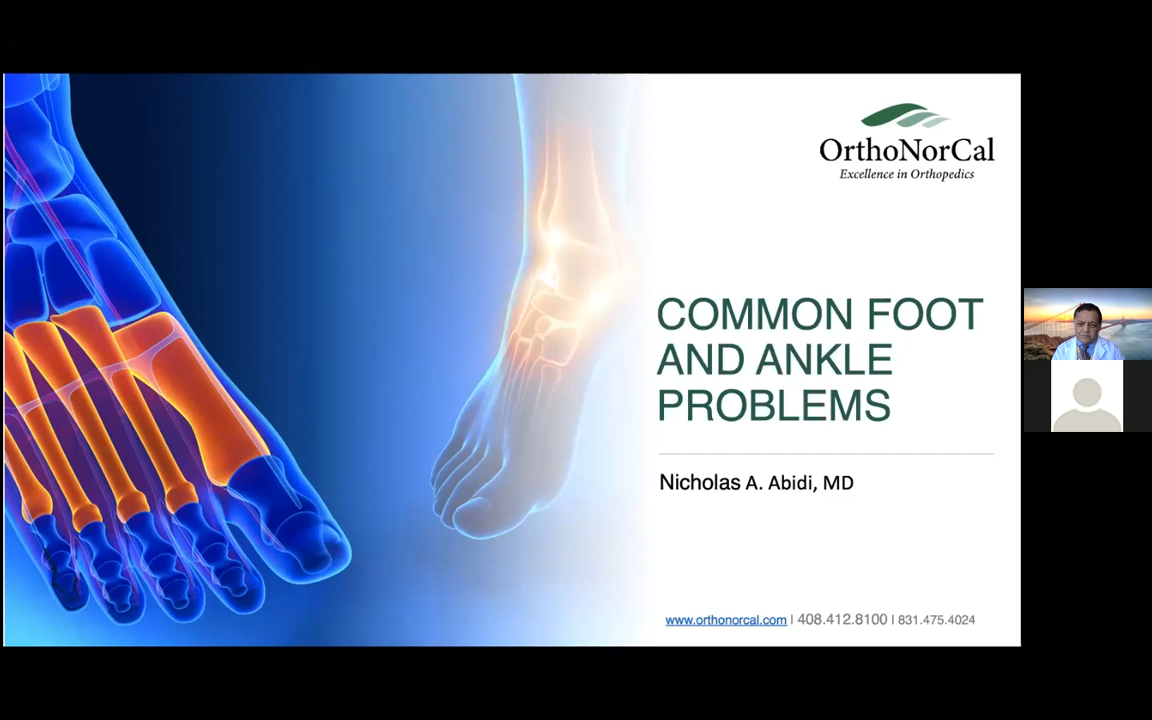 OrthoNorCal
Excellence in Orthopedics
COMMON FOOT
AND ANKLE
PROBLEMS
Nicholas A. Abidi, MD
www.orthonorcal.com | 408.412.8100 | 831.475.4024